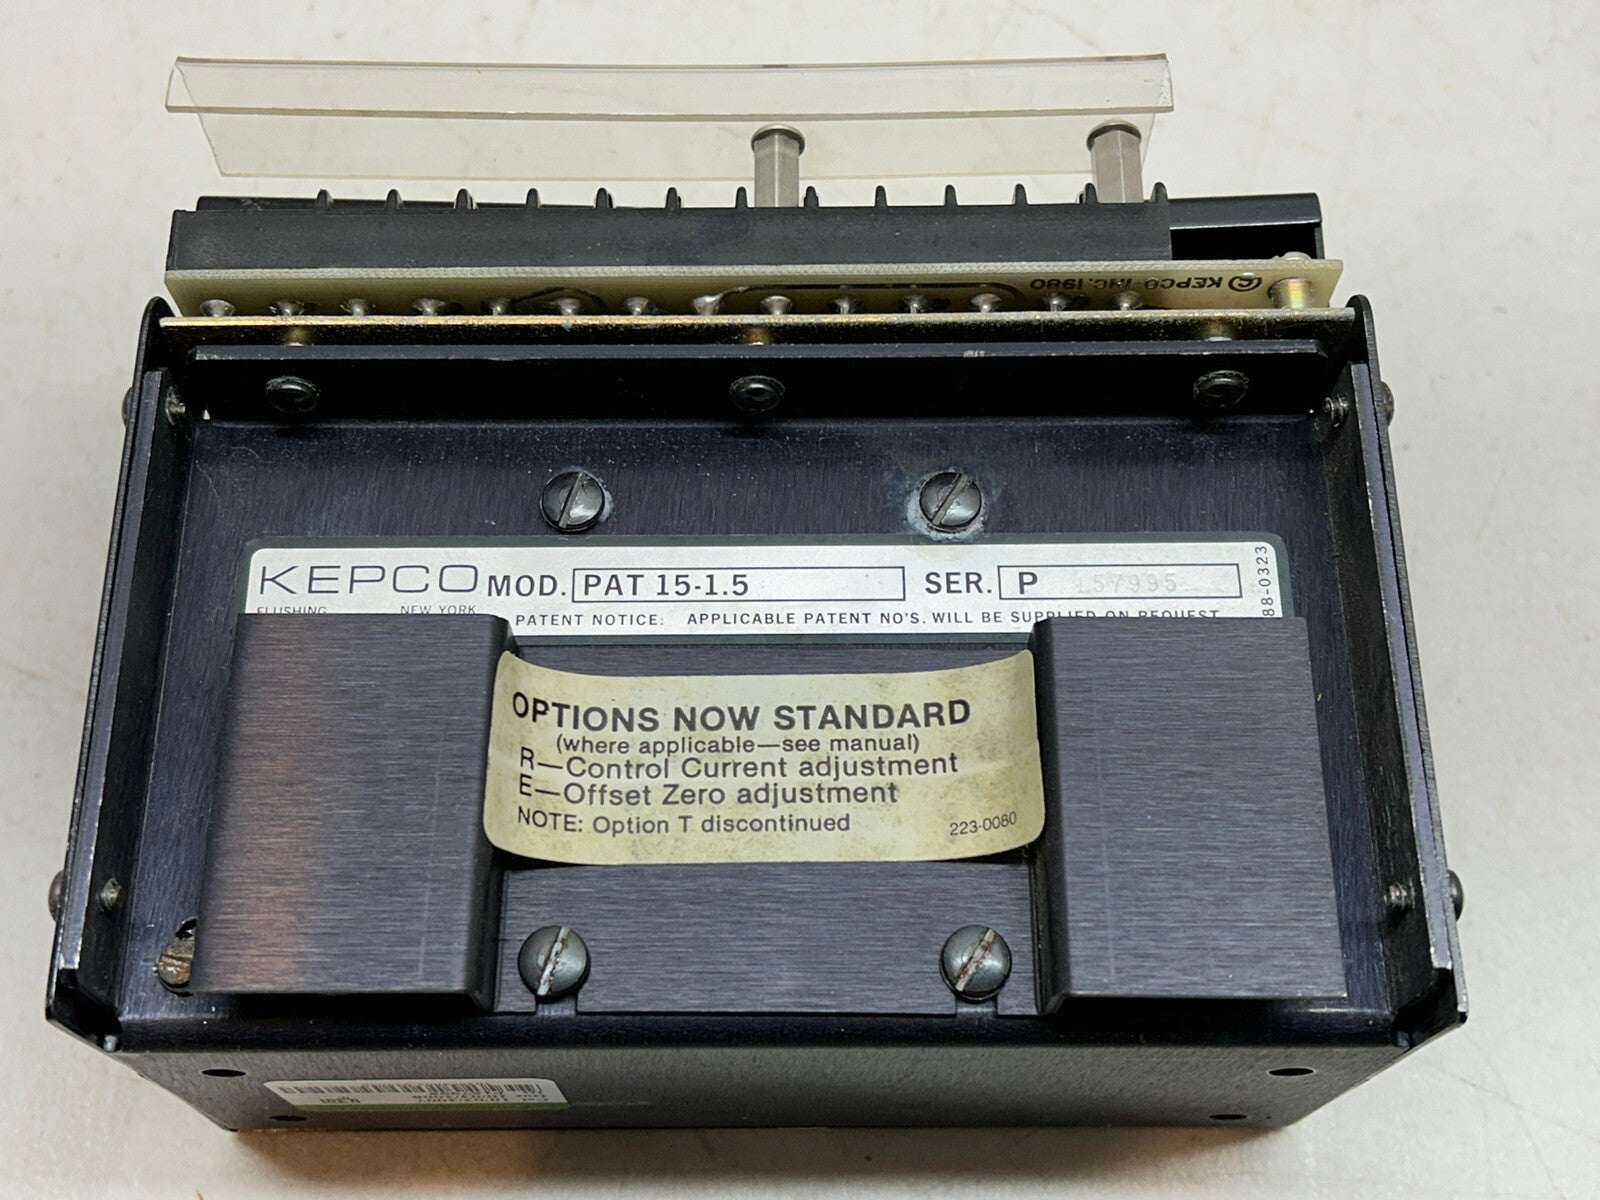 © KEPCO INC. 1980
KEPCO MOD. PAT 15-1.5 SER. P 157995
FLUSHING NEW YORK
PATENT NOTICE: APPLICABLE PATENT NO'S. WILL BE SUPPLIED ON REQUEST
88-0323
OPTIONS NOW STANDARD
(where applicable—see manual)
R—Control Current adjustment
E—Offset Zero adjustment
NOTE: Option T discontinued
223-0080